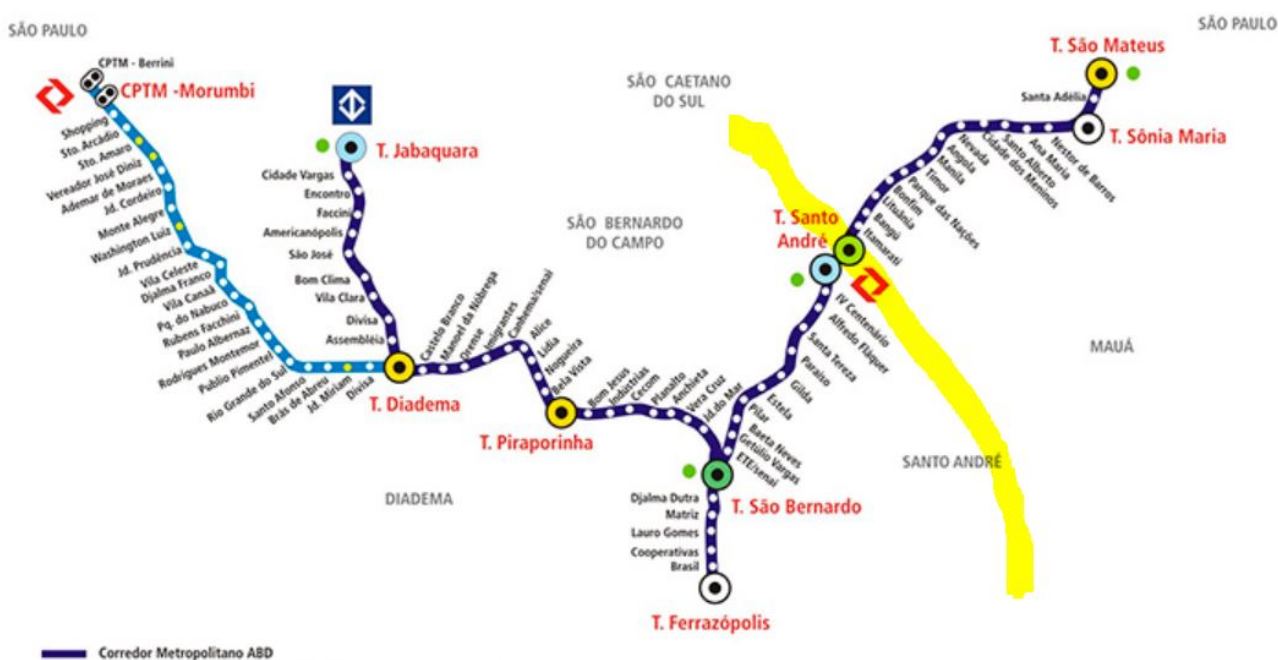 SÃO PAULO
CPTM - Berrini
CPTM -Morumbi
Shopping
Sto. Arcádio
Sto. Amaro
Vereador José Diniz
Ademar de Moraes
Jd. Cordeiro
Monte Alegre
Washington Luiz
Jd. Prudência
Vila Celeste
Djalma Franco
Vila Canaã
Pq. do Nabuco
Rubens Facchini
Paulo Albernaz
Rodrigues Montemor
Publio Pimentel
Rio Grande do Sul
Santo Afonso
Brás de Abreu
Jd. Miriam
Divisa
T. Jabaquara
Cidade Vargas
Encontro
Faccini
Americanópolis
São José
Bom Clima
Vila Clara
Divisa
Assembléia
T. Diadema
Castelo Branco
Manoel da Nóbrega
Orense
Imigrantes
Canhema/senai
Alice
Lídia
Nogueira
Bela Vista
T. Piraporinha
DIADEMA
SÃO BERNARDO
DO CAMPO
Bom Jesus
Indústrias
Cecom
Planalto
Anchieta
Vera Cruz
Jd.do Mar
T. São Bernardo
Djalma Dutra
Matriz
Lauro Gomes
Cooperativas
Brasil
T. Ferrazópolis
ETE/senai
Getúlio Vargas
Baeta Neves
Pilar
Estela
Gilda
Paraíso
Santa Tereza
Alfredo Fláquer
IV Centenário
T. Santo
André
SÃO CAETANO
DO SUL
Itamarati
Bangú
Lituânia
Bonfim
Parque das Nações
Timor
Manila
Angola
Nevada
Cidade dos Meninos
Santo Alberto
Ana Maria
Nestor de Barros
T. Sônia Maria
Santa Adélia
T. São Mateus
SÃO PAULO
MAUÁ
SANTO ANDRÉ
Corredor Metropolitano ABD